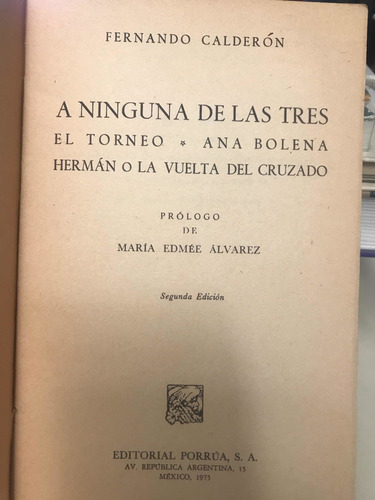 FERNANDO CALDERÓN
A NINGUNA DE LAS TRES
EL TORNEO * ANA BOLENA
HERMÁN O LA VUELTA DEL CRUZADO
PRÓLOGO
DE
MARÍA EDMÉE ÁLVAREZ
Segunda Edición
EDITORIAL PORRÚA, S. A.
AV. REPÚBLICA ARGENTINA, 15
MÉXICO, 1975